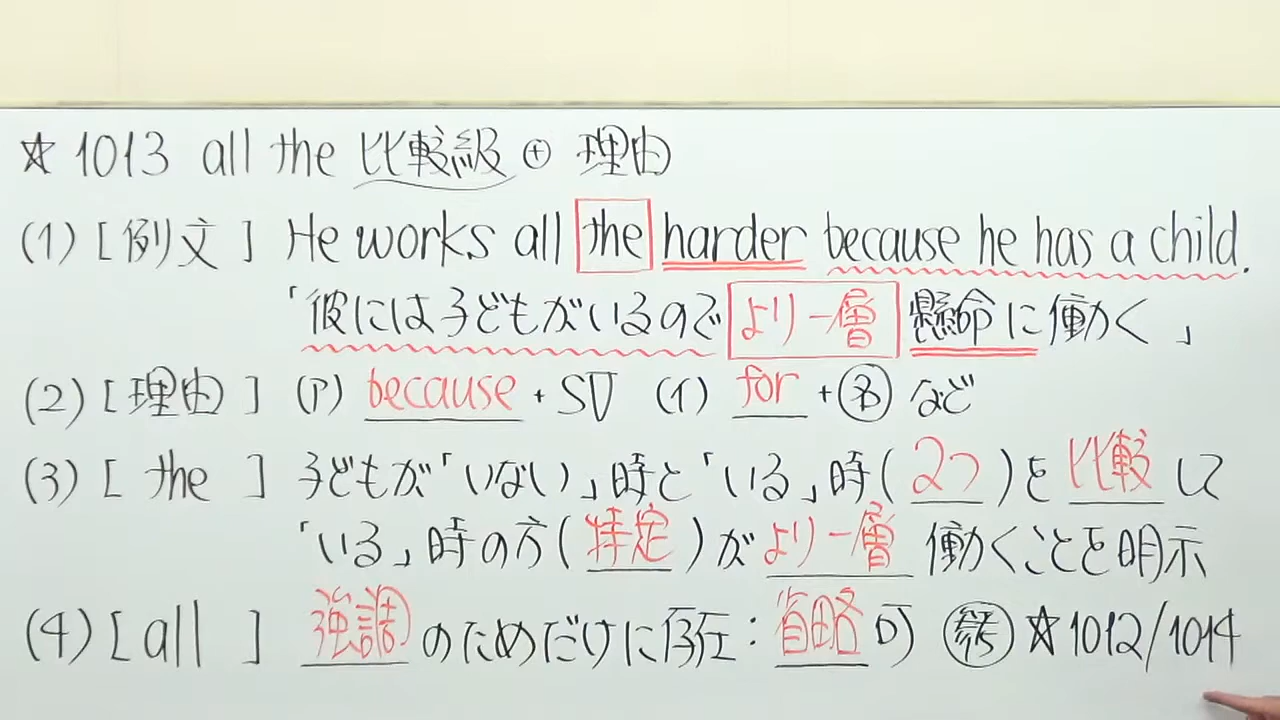 ☆1013 all the 比較級 ⊕ 理由
(1) [例文] He works all the harder because he has a child.
「彼には子どもがいるので より一層 懸命に働く」
(2) [理由] (ア) because + SV (イ) for + 名 など
(3) [the] 子どもが「いない」時と「いる」時(2つ)を比較して
「いる」時の方(特定)がより一層働くことを明示
(4) [all] 強調のためだけに存在:省略可 参考 ☆1012/1014